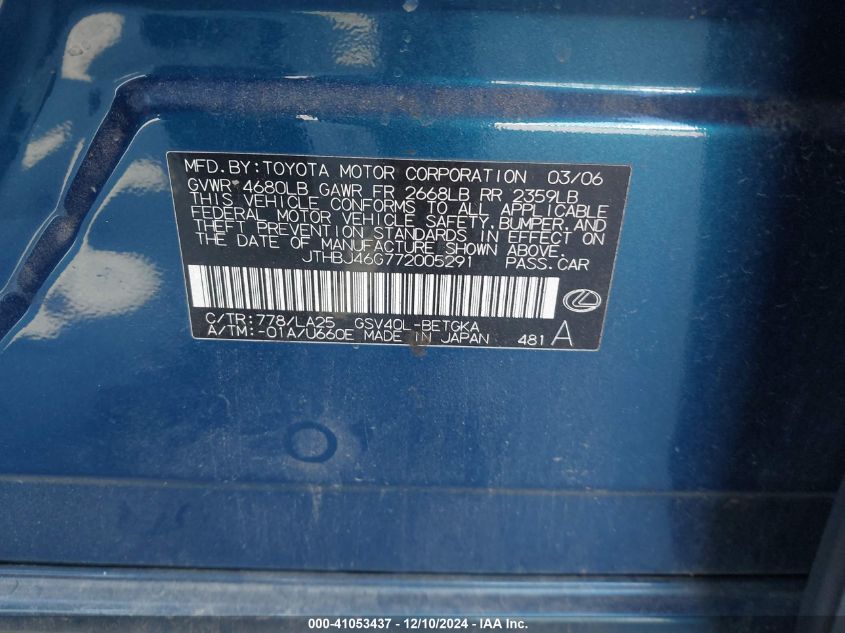 MFD.BY:TOYOTA MOTOR CORPORATION 03/06
GVWR 4680LB GAWR FR 2668LB RR 2359LB
THIS VEHICLE CONFORMS TO ALL APPLICABLE
FEDERAL MOTOR VEHICLE SAFETY, BUMPER, AND
THEFT PREVENTION STANDARDS IN EFFECT ON
THE DATE OF MANUFACTURE SHOWN ABOVE.
JTHBJ46G772005291 PASS.CAR
C/TR:778/LA25 GSV40L-BETGKA
A/TM:-01A/U660E MADE IN JAPAN 481 A
000-41053437 - 12/10/2024 - IAA Inc.